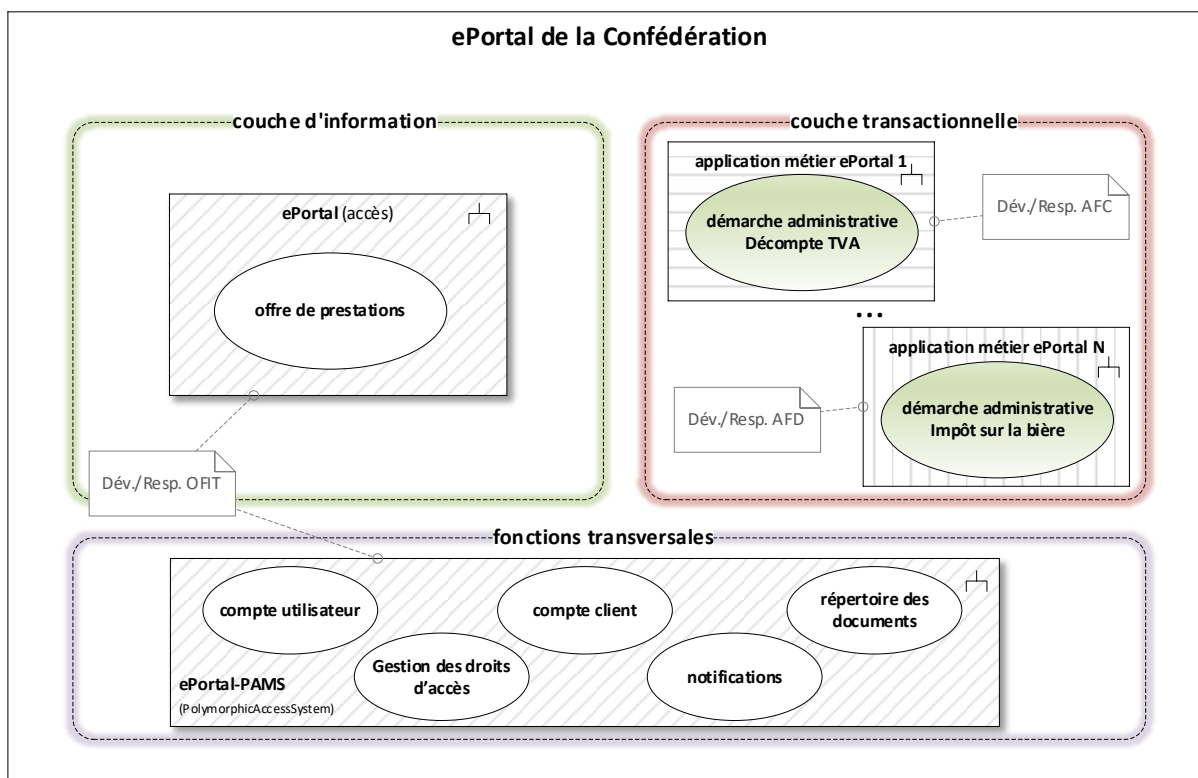 ePortal de la Confédération
couche d'information
ePortal (accès)
offre de prestations
Dév./Resp. OFIT
couche transactionnelle
application métier ePortal 1
démarche administrative
Décompte TVA
Dév./Resp. AFC
...
application métier ePortal N
démarche administrative
Impôt sur la bière
Dév./Resp. AFD
fonctions transversales
compte utilisateur
compte client
répertoire des
documents
Gestion des droits
d’accès
notifications
ePortal-PAMS
(PolymorphicAccessSystem)